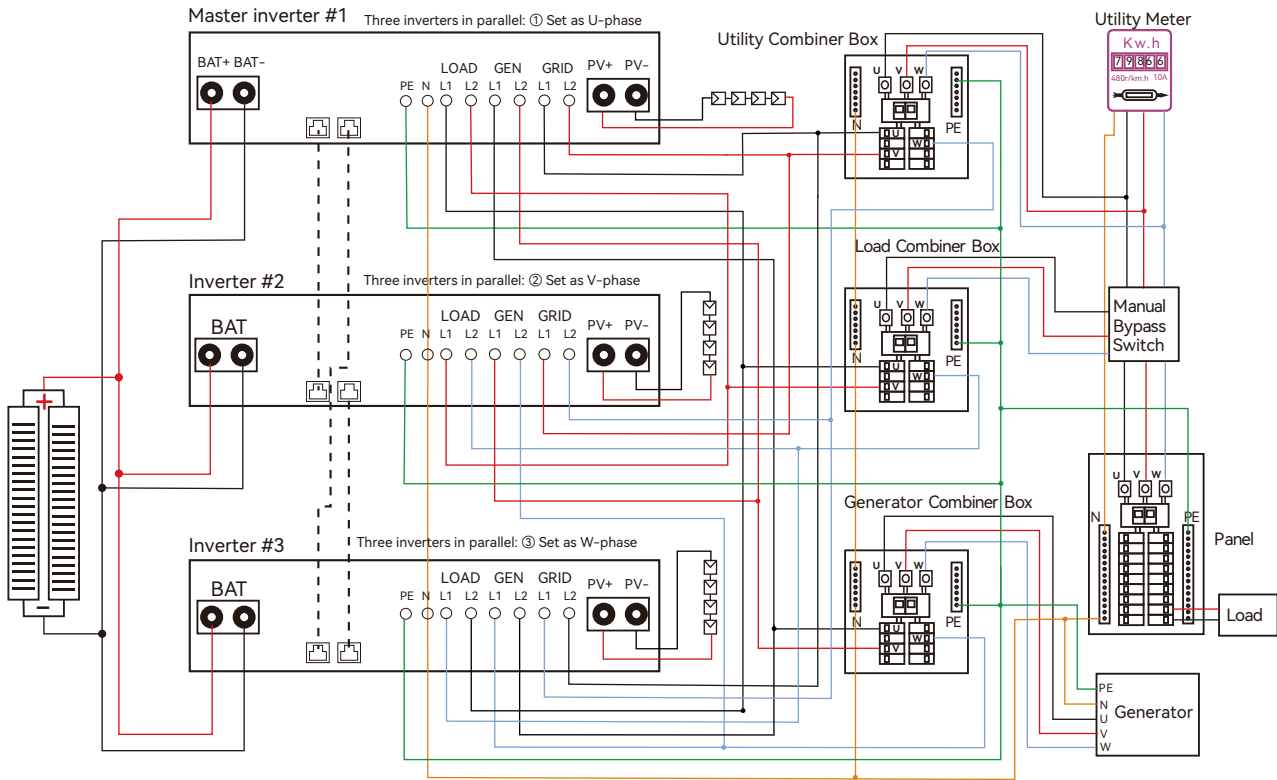 Master inverter #1
Three inverters in parallel: ① Set as U-phase
BAT+ BAT-
LOAD GEN GRID
PE N L1 L2 L1 L2 L1 L2
PV+ PV-
Utility Combiner Box
U V W
N
PE
U
W
V
Utility Meter
Kw.h
79866
480r/km.h 10A
Inverter #2
Three inverters in parallel: ② Set as V-phase
BAT
LOAD GEN GRID
PE N L1 L2 L1 L2 L1 L2
PV+ PV-
Load Combiner Box
U V W
N
PE
U
W
V
Manual
Bypass
Switch
+
−
Inverter #3
Three inverters in parallel: ③ Set as W-phase
BAT
LOAD GEN GRID
PE N L1 L2 L1 L2 L1 L2
PV+ PV-
Generator Combiner Box
U V W
N
PE
U
W
V
U V W
N
PE
Panel
Load
PE
N
U
V
W
Generator